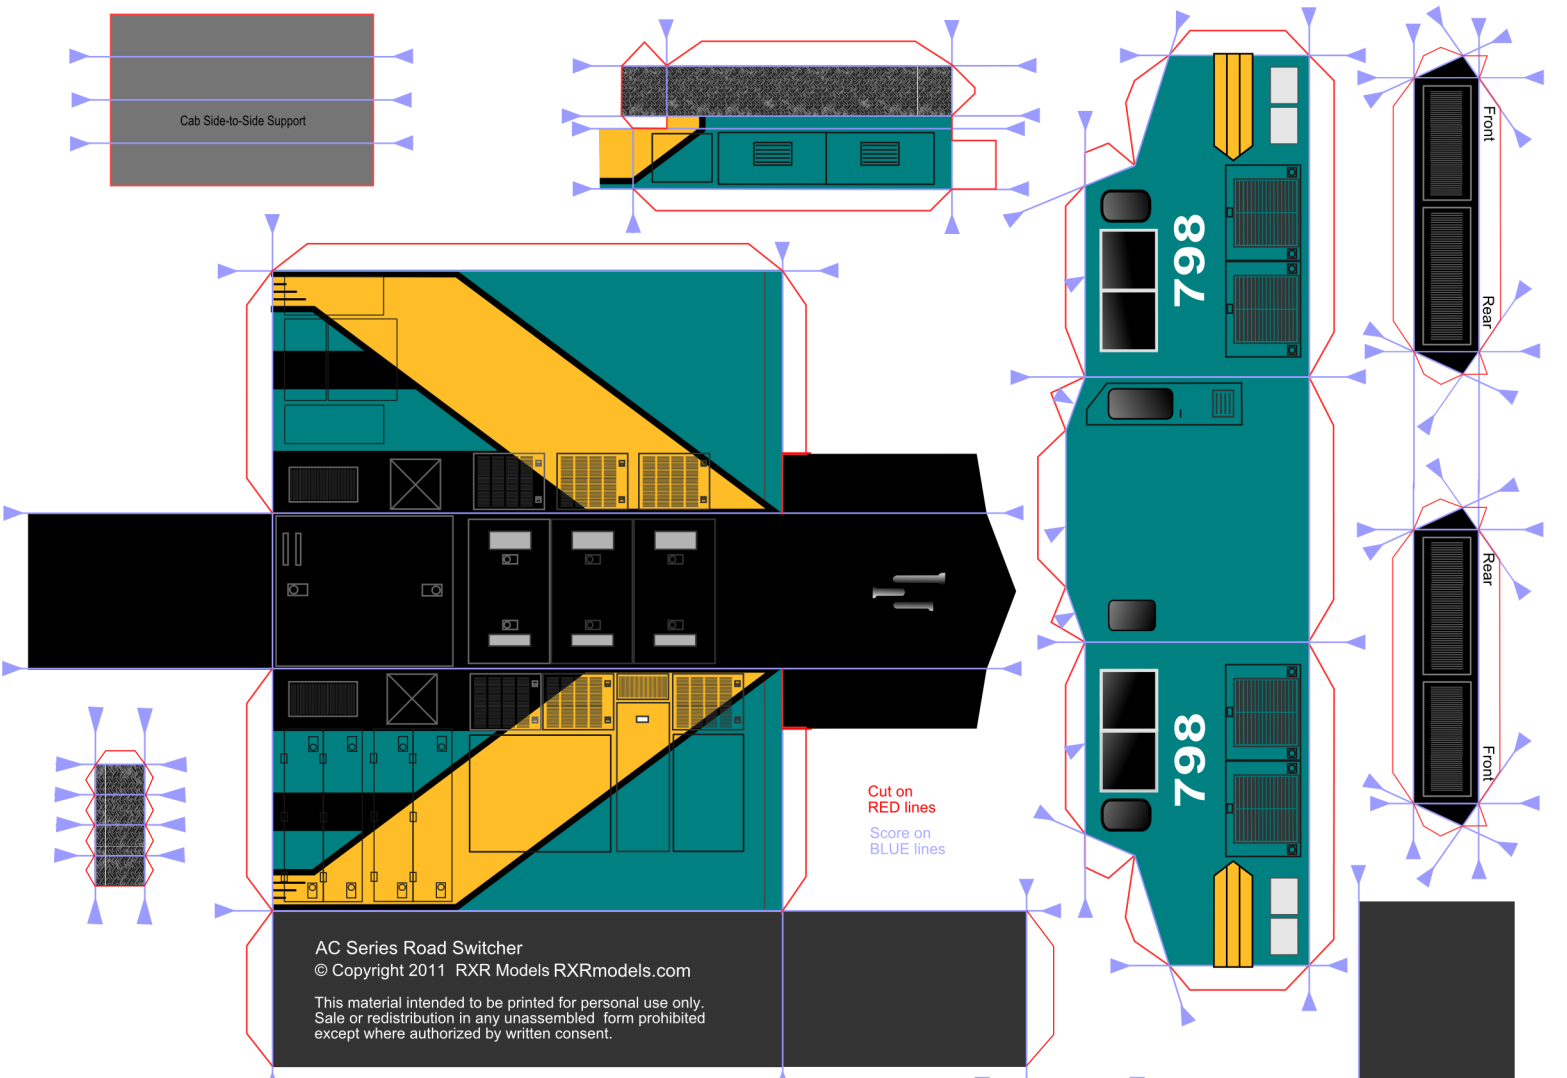 Cab Side-to-Side Support
Front
Rear
798
798
Rear
Front
Cut on
RED lines
Score on
BLUE lines
AC Series Road Switcher
© Copyright 2011 RXR Models RXRmodels.com
This material intended to be printed for personal use only.
Sale or redistribution in any unassembled form prohibited
except where authorized by written consent.